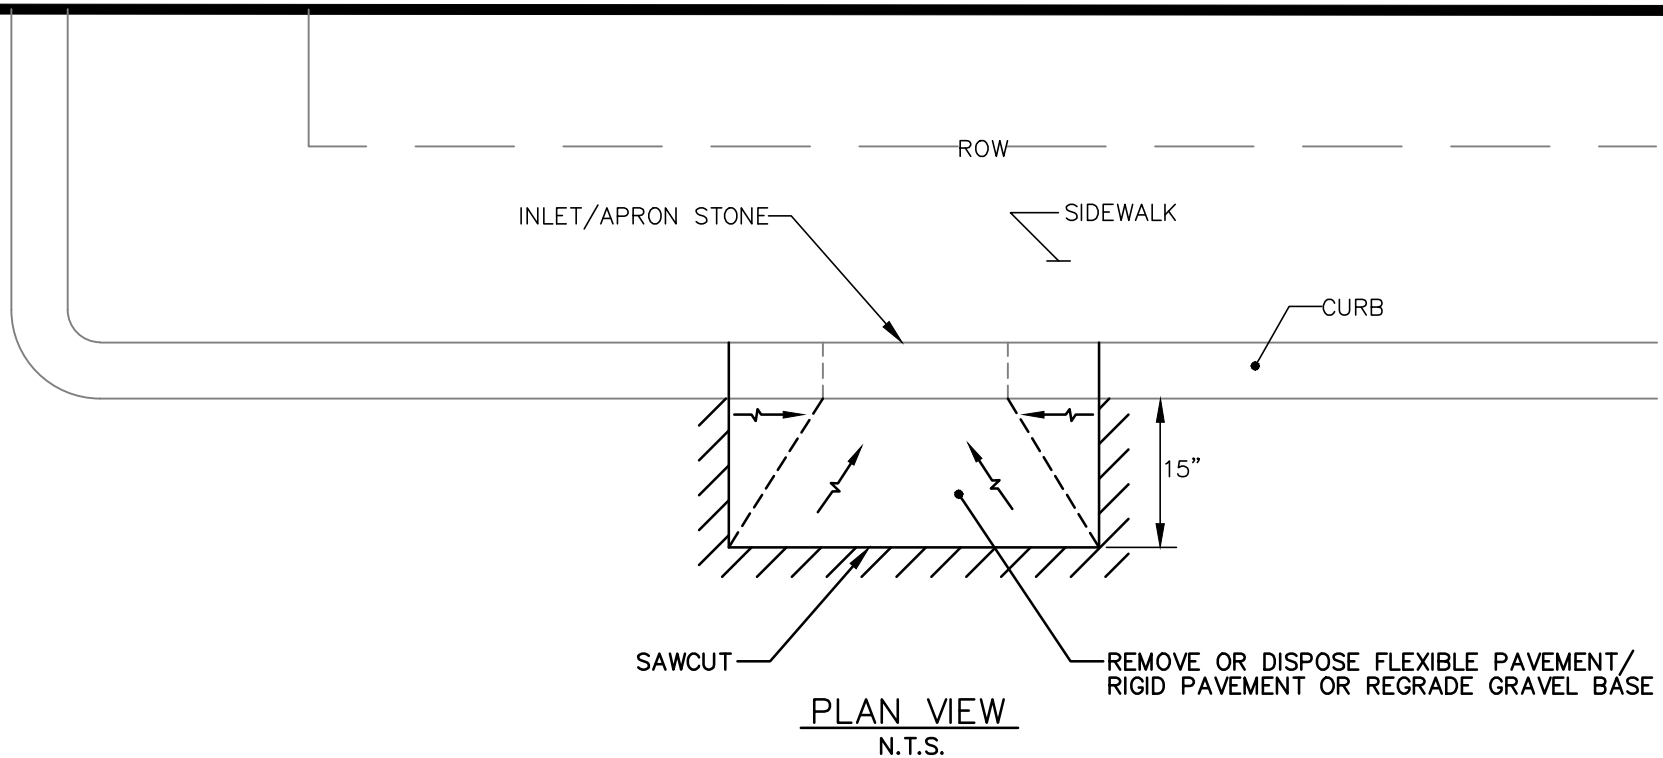 ROW
INLET/APRON STONE
SIDEWALK
CURB
15”
SAWCUT
REMOVE OR DISPOSE FLEXIBLE PAVEMENT/
RIGID PAVEMENT OR REGRADE GRAVEL BASE
PLAN VIEW
N.T.S.